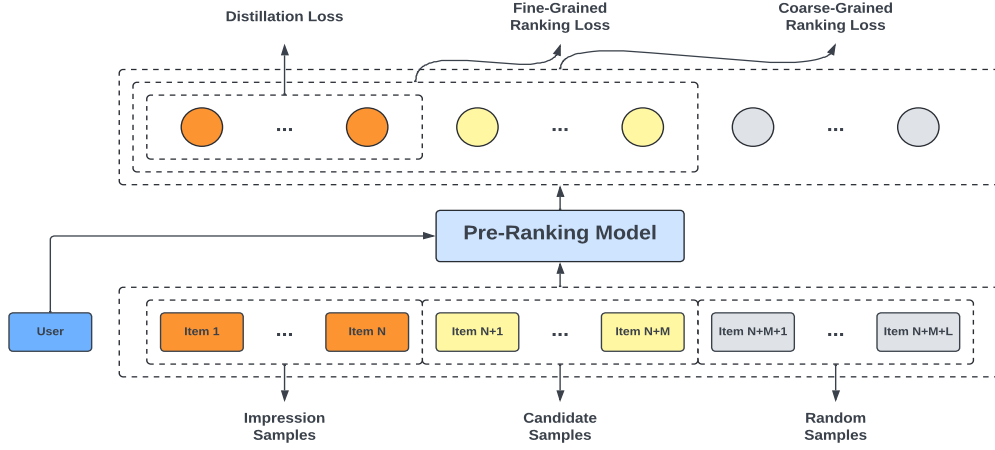 Distillation Loss
Fine-Grained
Ranking Loss
Coarse-Grained
Ranking Loss
... ... ...
Pre-Ranking Model
User
Item 1 ... Item N Item N+1 ... Item N+M Item N+M+1 ... Item N+M+L
Impression
Samples
Candidate
Samples
Random
Samples